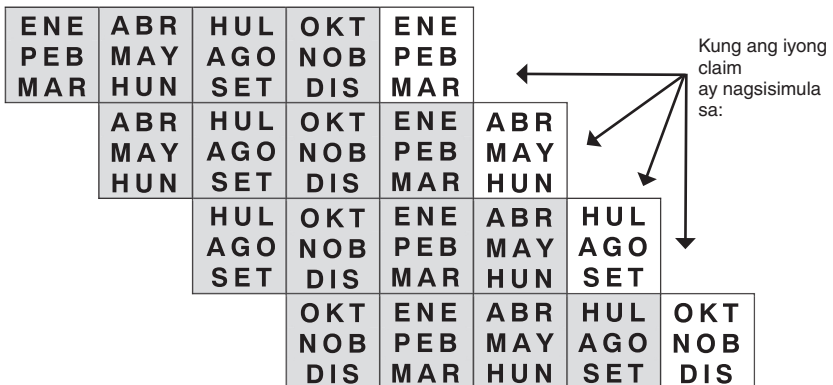 ENE ABR HUL OKT ENE
PEB MAY AGO NOB PEB
MAR HUN SET DIS MAR
Kung ang iyong
claim
ay nagsisimula
sa:
ABR HUL OKT ENE ABR
MAY AGO NOB PEB MAY
HUN SET DIS MAR HUN
HUL OKT ENE ABR HUL
AGO NOB PEB MAY AGO
SET DIS MAR HUN SET
OKT ENE ABR HUL OKT
NOB PEB MAY AGO NOB
DIS MAR HUN SET DIS